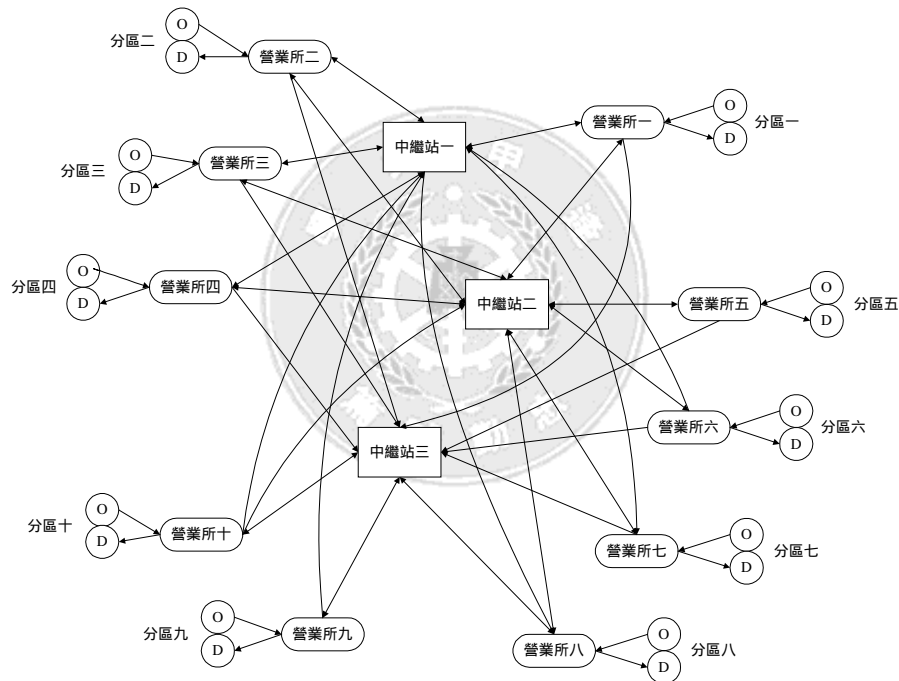 分區二
O
D
營業所二
中繼站一
營業所一
O
D
分區一
分區三
O
D
營業所三
分區四
O
D
營業所四
中繼站二
營業所五
O
D
分區五
中繼站三
營業所六
O
D
分區六
分區十
O
D
營業所十
營業所七
O
D
分區七
分區九
O
D
營業所九
營業所八
O
D
分區八